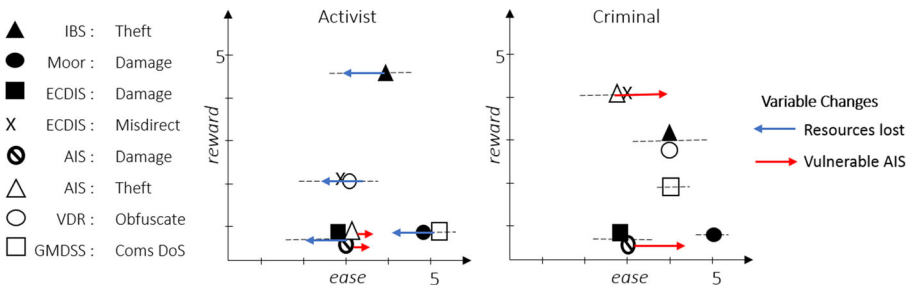 Activist
Criminal
IBS : Theft
Moor : Damage
ECDIS : Damage
X ECDIS : Misdirect
AIS : Damage
AIS : Theft
VDR : Obfuscate
GMDSS : Coms DoS
reward
5
X
ease
5
reward
5
X
ease
5
Variable Changes
Resources lost
Vulnerable AIS